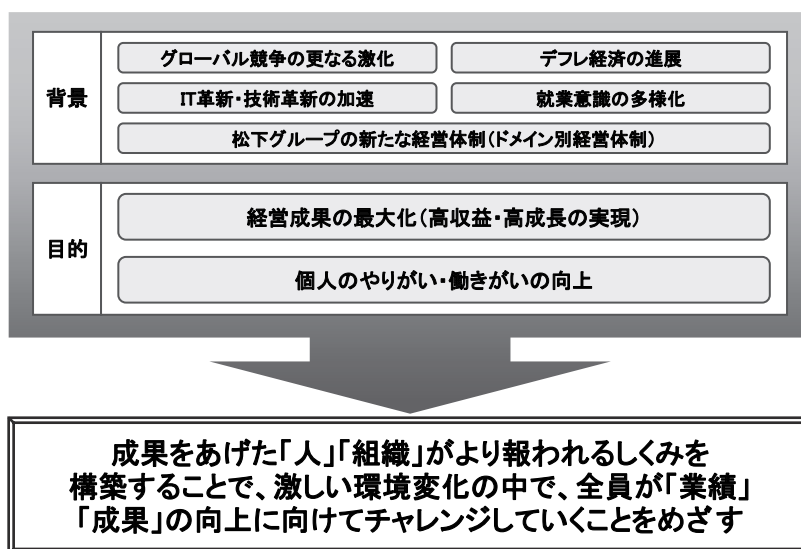 背景
グローバル競争の更なる激化
デフレ経済の進展
IT革新・技術革新の加速
就業意識の多様化
松下グループの新たな経営体制(ドメイン別経営体制)
目的
経営成果の最大化(高収益・高成長の実現)
個人のやりがい・働きがいの向上
成果をあげた「人」「組織」がより報われるしくみを
構築することで、激しい環境変化の中で、全員が「業績」
「成果」の向上に向けてチャレンジしていくことをめざす